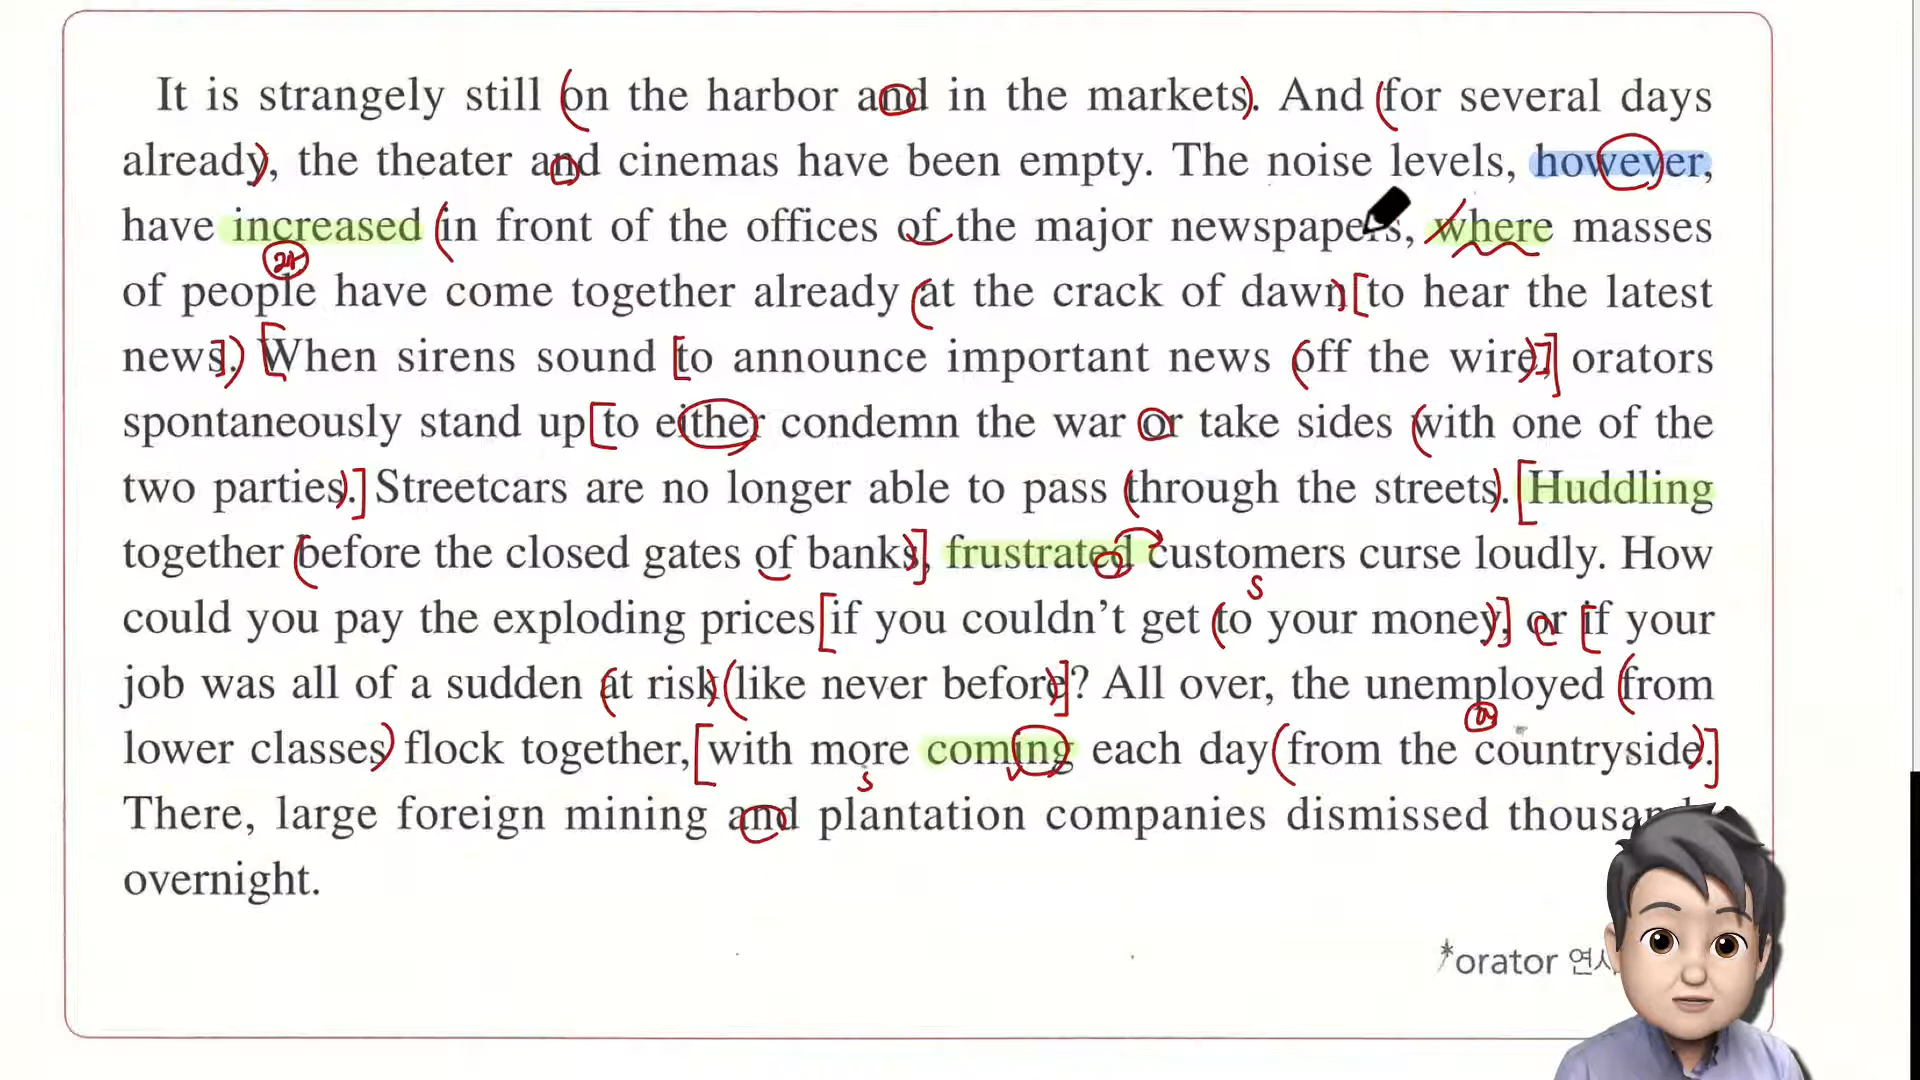 It is strangely still on the harbor and in the markets. And for several days
already, the theater and cinemas have been empty. The noise levels, however,
have increased in front of the offices of the major newspapers, where masses
of people have come together already at the crack of dawn to hear the latest
news. When sirens sound to announce important news off the wire, orators
spontaneously stand up to either condemn the war or take sides with one of the
two parties. Streetcars are no longer able to pass through the streets. Huddling
together before the closed gates of banks, frustrated customers curse loudly. How
S
could you pay the exploding prices if you couldn't get to your money, or if your
job was all of a sudden at risk like never before? All over, the unemployed from
lower classes flock together, with more coming each day from the countryside.
S V
There, large foreign mining and plantation companies dismissed
overnight.
*orator